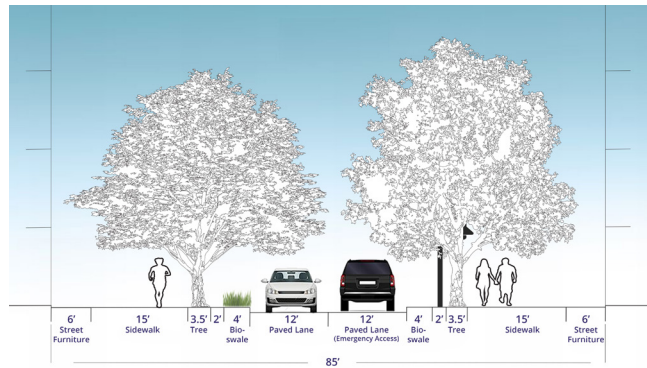 6' 15' 3.5' 2' 4' 12' 12' 4' 2' 3.5' 15' 6'
Street Sidewalk Tree Bio- Paved Lane Paved Lane Bio- Tree Sidewalk Street
Furniture swale (Emergency Access) swale Furniture
85'